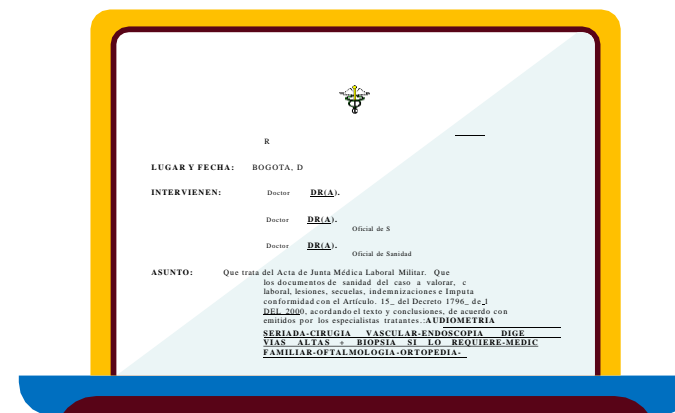 R
LUGAR Y FECHA: BOGOTA, D
INTERVIENEN: Doctor DR(A).
Doctor DR(A).
Oficial de S
Doctor DR(A).
Oficial de Sanidad
ASUNTO: Que trata del Acta de Junta Médica Laboral Militar. Que
los documentos de sanidad del caso a valorar, c
laboral, lesiones, secuelas, indemnizaciones e Imputa
conformidad con el Artículo. 15_ del Decreto 1796_ de_1
DEL 2000, acordando el texto y conclusiones, de acuerdo con
emitidos por los especialistas tratantes.:AUDIOMETRIA
SERIADA-CIRUGIA VASCULAR-ENDOSCOPIA DIGE
VIAS ALTAS + BIOPSIA SI LO REQUIERE-MEDIC
FAMILIAR-OFTALMOLOGIA-ORTOPEDIA-